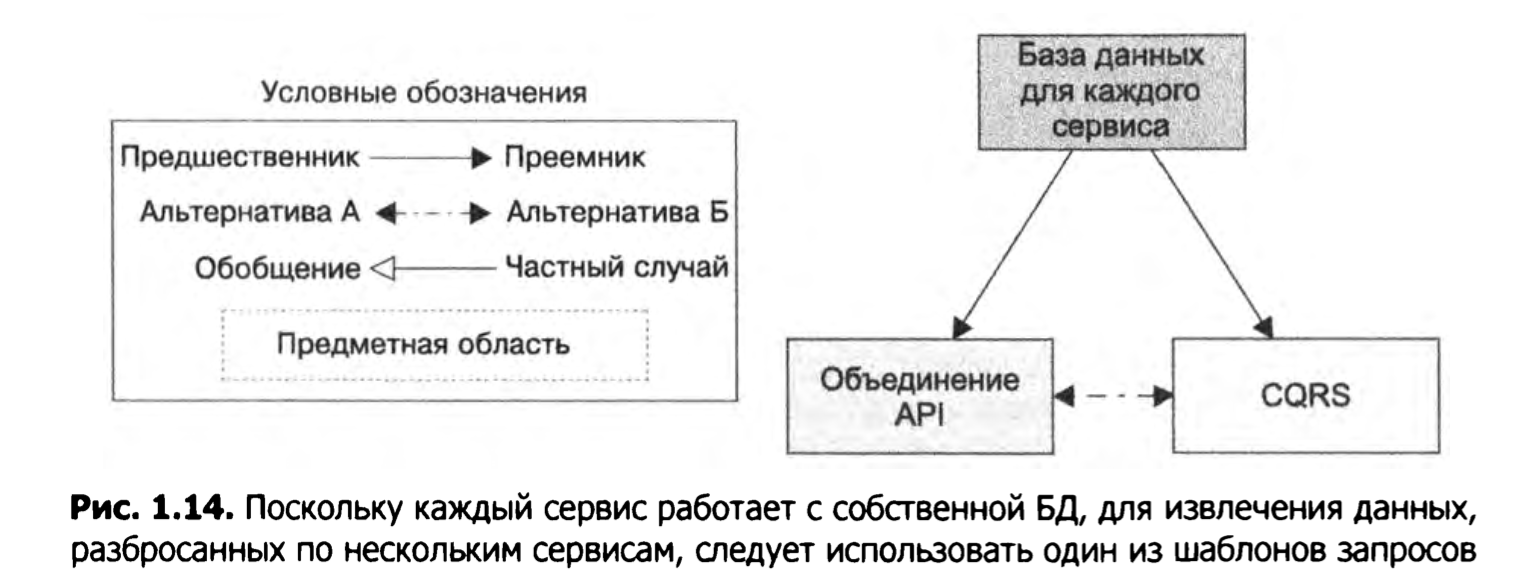 Условные обозначения
Предшественник Преемник
Альтернатива А Альтернатива Б
Обобщение Частный случай
Предметная область
База данных
для каждого
сервиса
Объединение
API
CQRS
Рис. 1.14. Поскольку каждый сервис работает с собственной БД, для извлечения данных,
разбросанных по нескольким сервисам, следует использовать один из шаблонов запросов